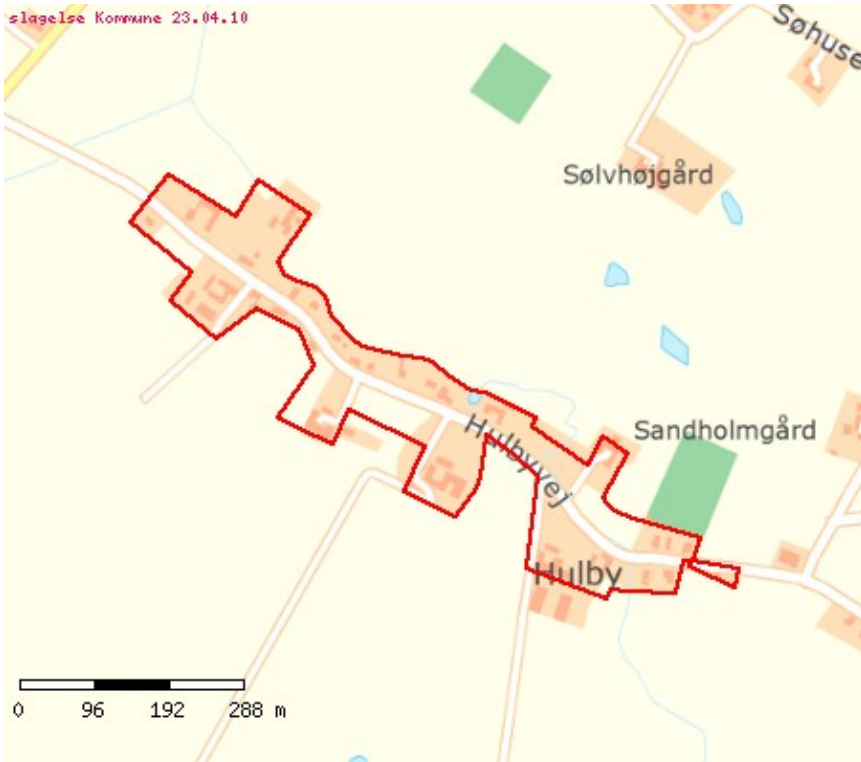 slagelse Kommune 23.04.10
Søhuse
Sølvhøjgård
Sandholmgård
Hulbyvej
Hulby
0 96 192 288 m